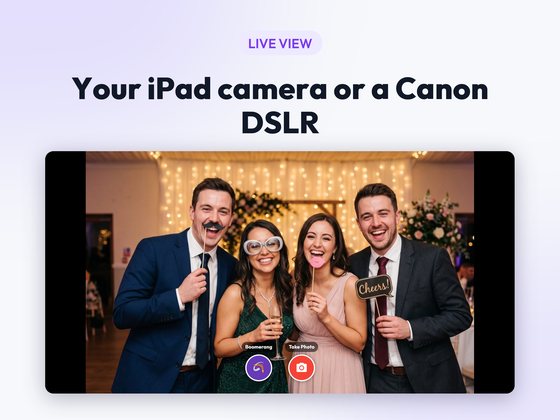 LIVE VIEW
Your iPad camera or a Canon
DSLR
Cheers!
Boomerang
Take Photo